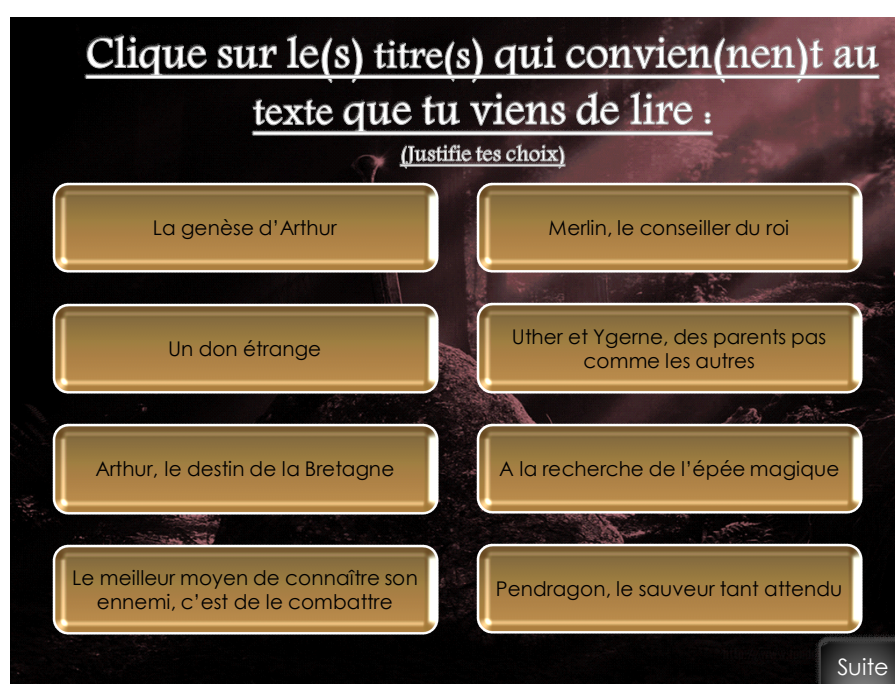 Clique sur le(s) titre(s) qui convien(nen)t au
texte que tu viens de lire :
(Justifie tes choix)
La genèse d'Arthur
Merlin, le conseiller du roi
Un don étrange
Uther et Ygerne, des parents pas
comme les autres
Arthur, le destin de la Bretagne
A la recherche de l'épée magique
Le meilleur moyen de connaître son
ennemi, c'est de le combattre
Pendragon, le sauveur tant attendu
Suite